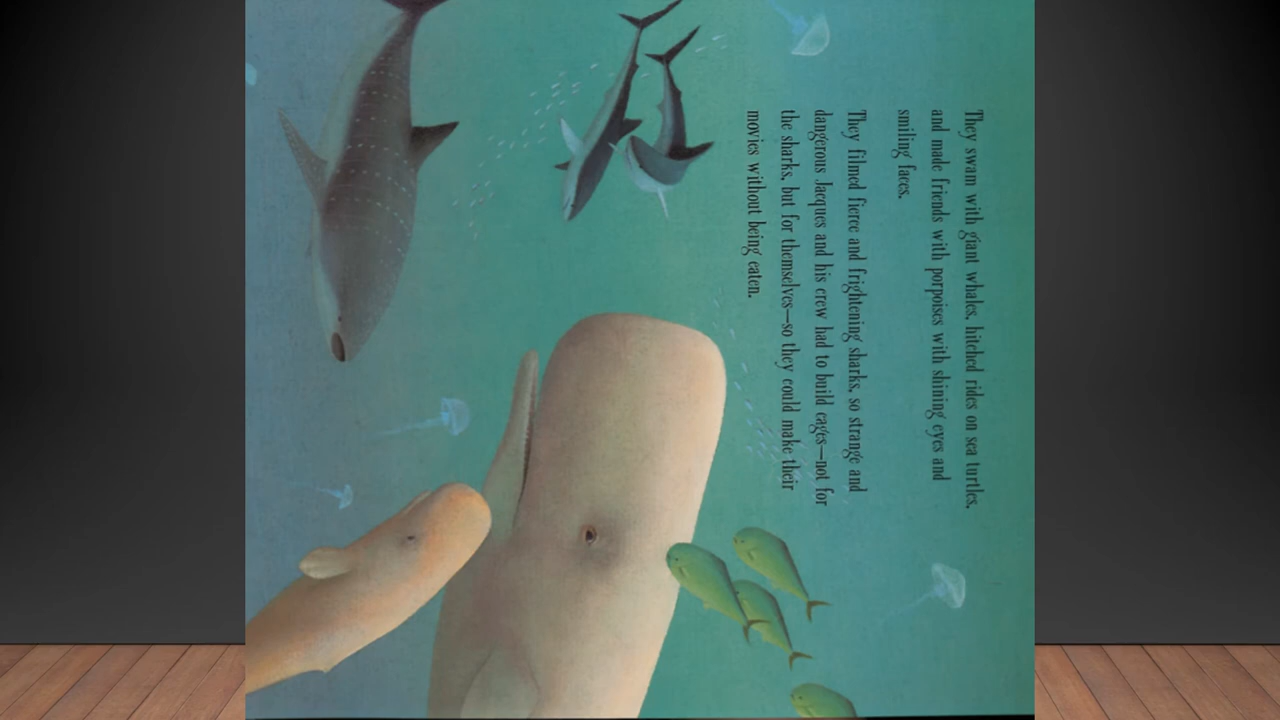 They swam with giant whales, hitched rides on sea turtles,
and made friends with porpoises with shining eyes and
smiling faces.
They filmed fierce and frightening sharks, so strange and
dangerous Jacques and his crew had to build cages—not for
the sharks, but for themselves—so they could make their
movies without being eaten.